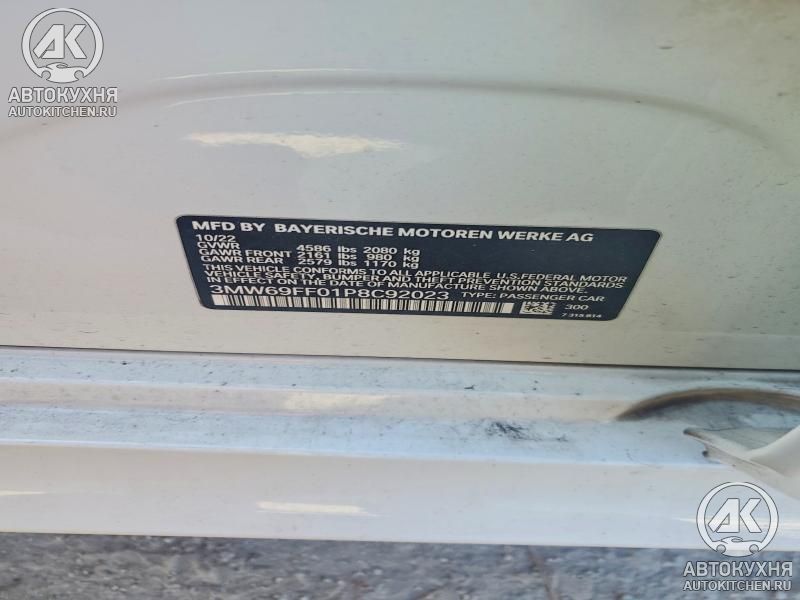 AK
АВТОКУХНЯ
AUTOKITCHEN.RU
MFD BY BAYERISCHE MOTOREN WERKE AG
10/22
GVWR 4586 lbs 2080 kg
GAWR FRONT 2161 lbs 980 kg
GAWR REAR 2579 lbs 1170 kg
THIS VEHICLE CONFORMS TO ALL APPLICABLE U.S.FEDERAL MOTOR
VEHICLE SAFETY, BUMPER AND THEFT PREVENTION
STANDARDS IN EFFECT ON THE DATE OF MANUFACTURE SHOWN ABOVE.
3MW69FF01P8C92023 TYPE: PASSENGER CAR
300
7 315 814
AK
АВТОКУХНЯ
AUTOKITCHEN.RU